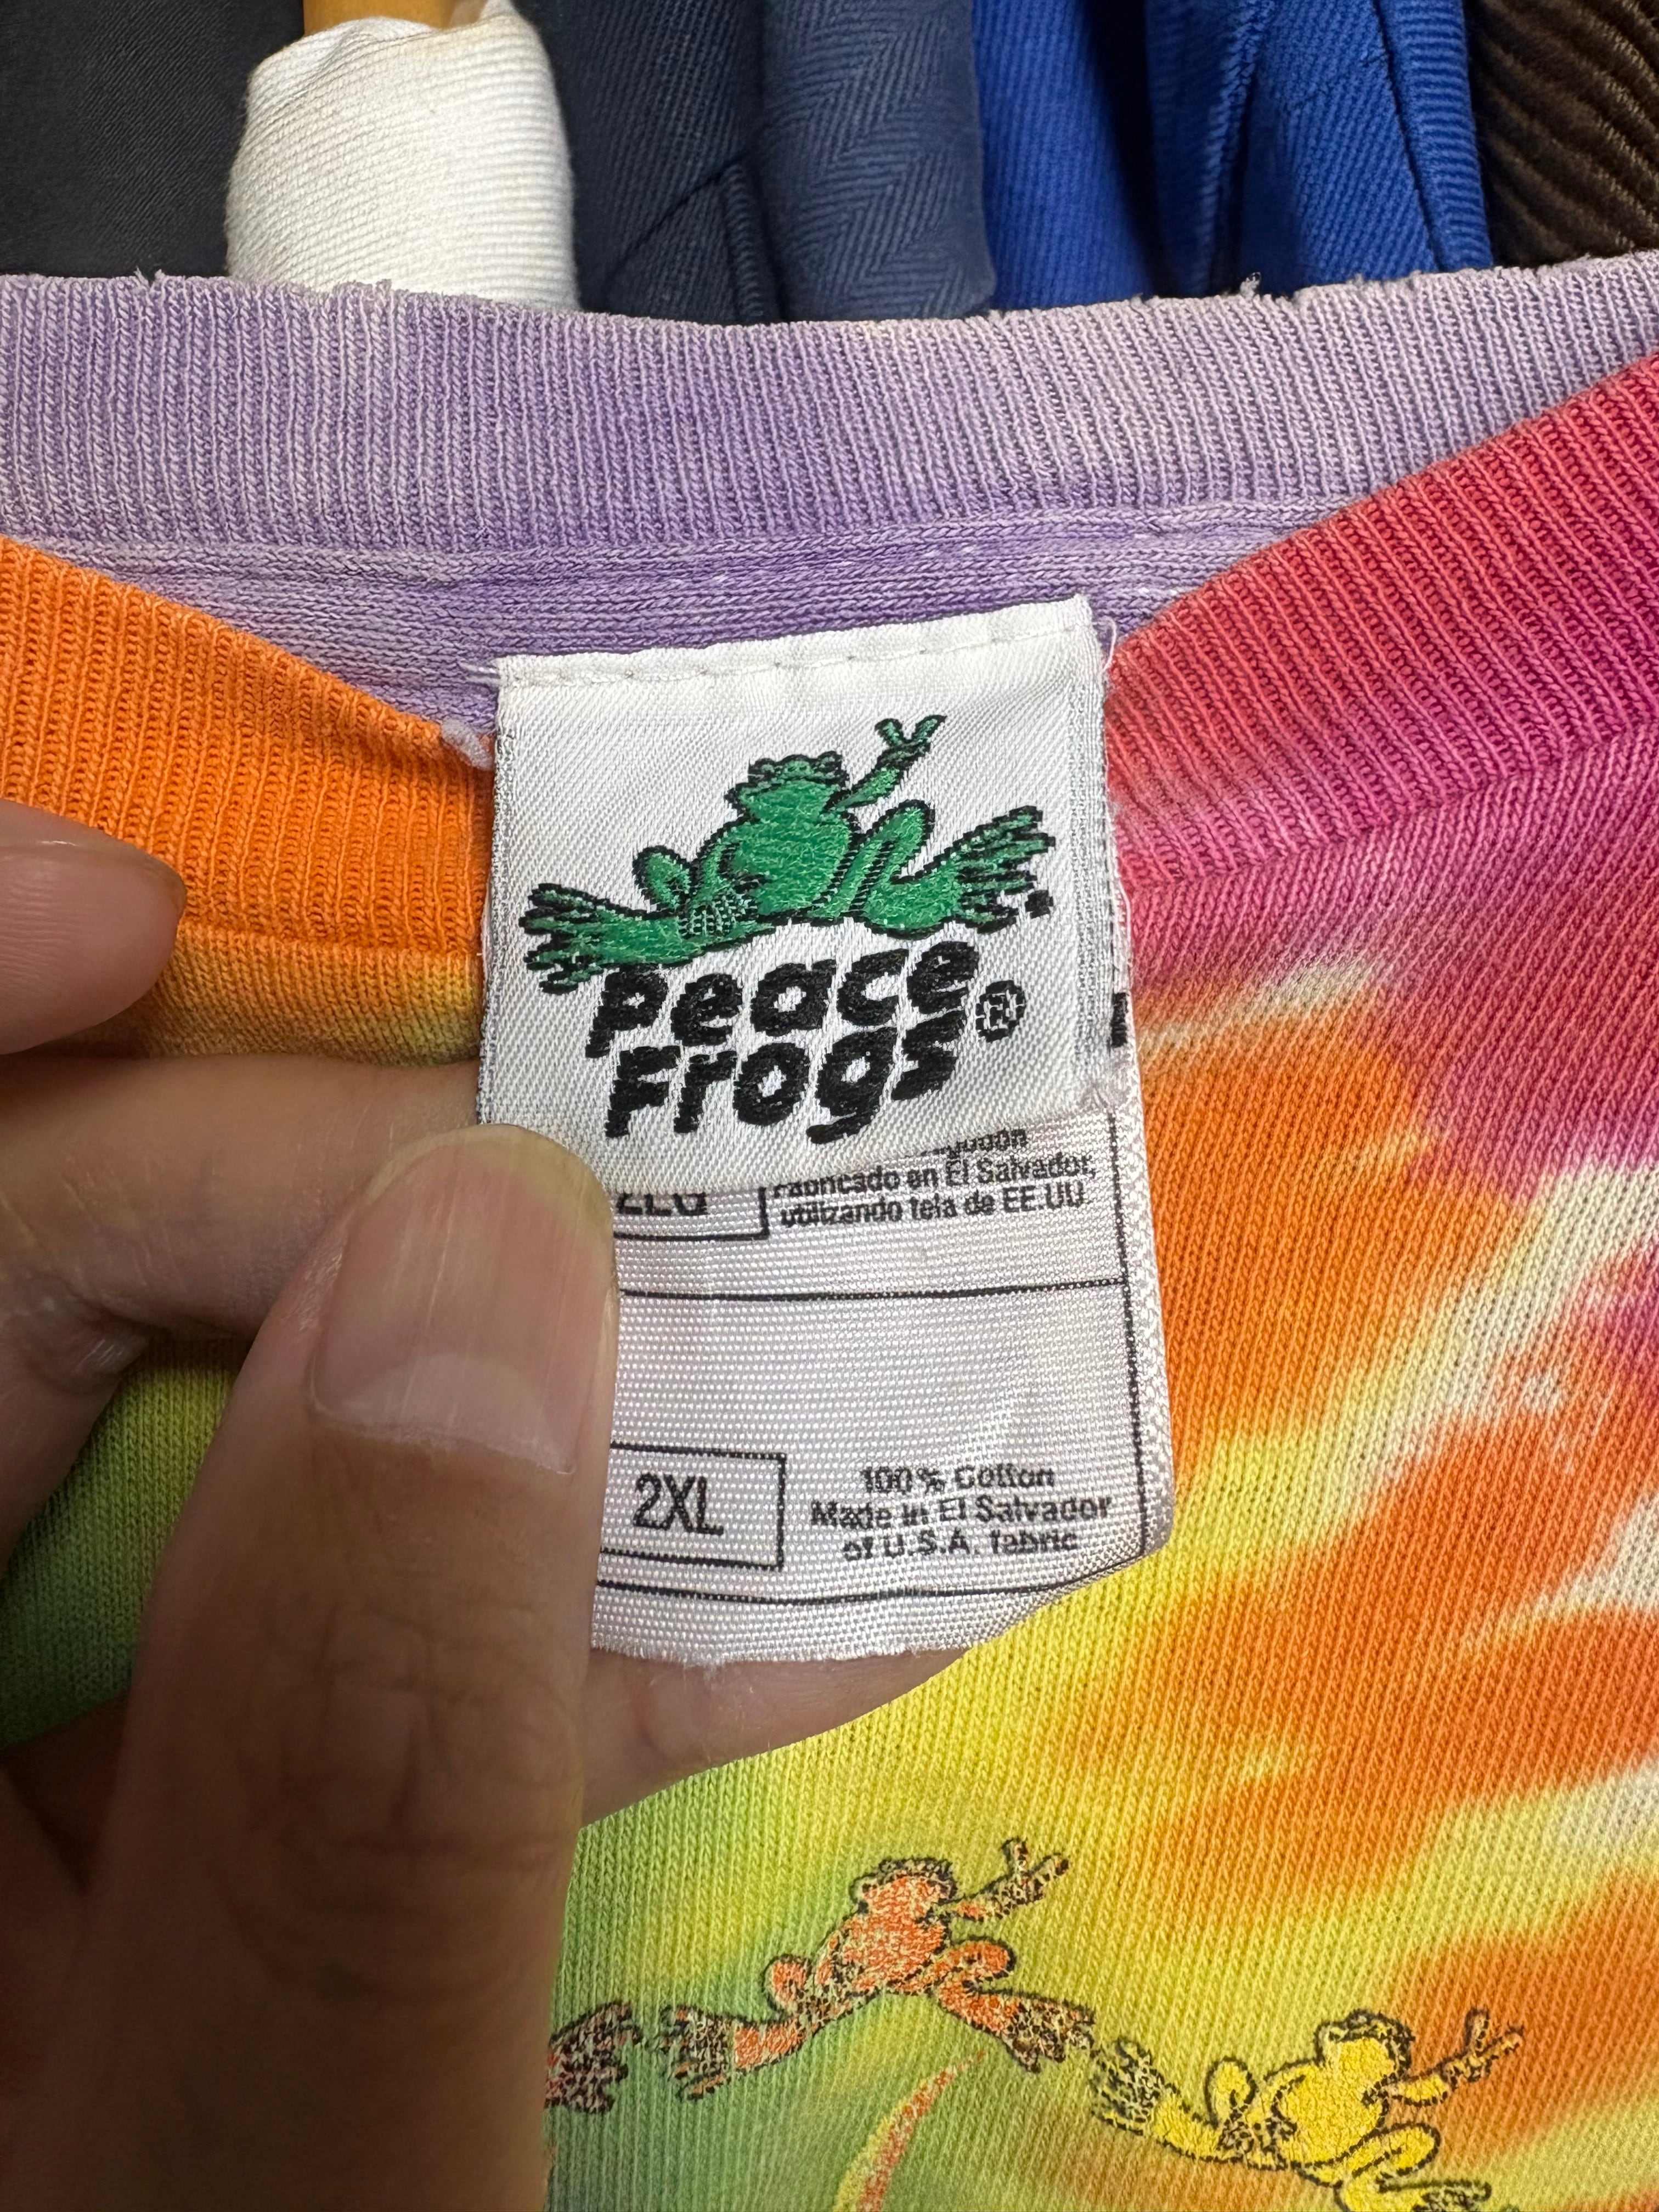 Peace
Frogs®
Fabricado en El Salvador,
utilizando tela de EE.UU.
2XL
100% Cotton
Made in El Salvador
of U.S.A. fabric